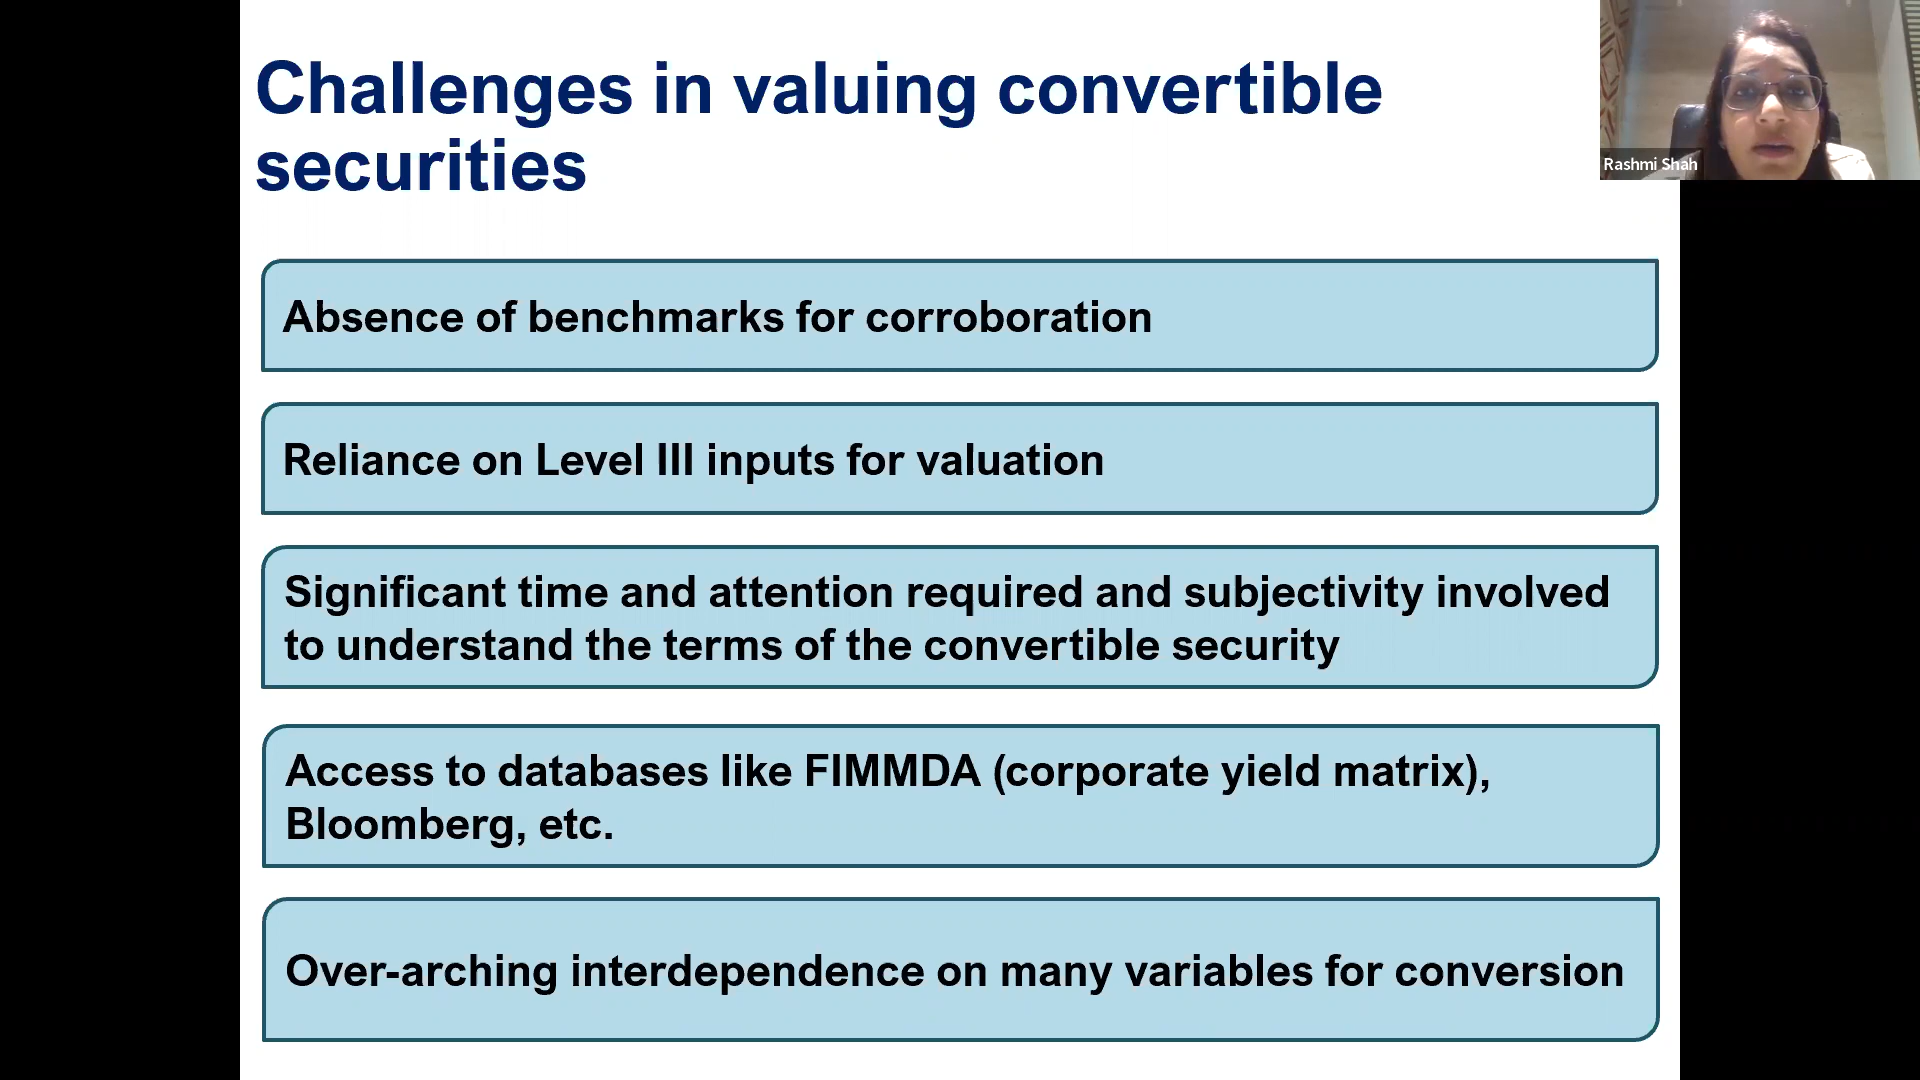 Challenges in valuing convertible
securities
Rashmi Shah
Absence of benchmarks for corroboration
Reliance on Level III inputs for valuation
Significant time and attention required and subjectivity involved
to understand the terms of the convertible security
Access to databases like FIMMDA (corporate yield matrix),
Bloomberg, etc.
Over-arching interdependence on many variables for conversion